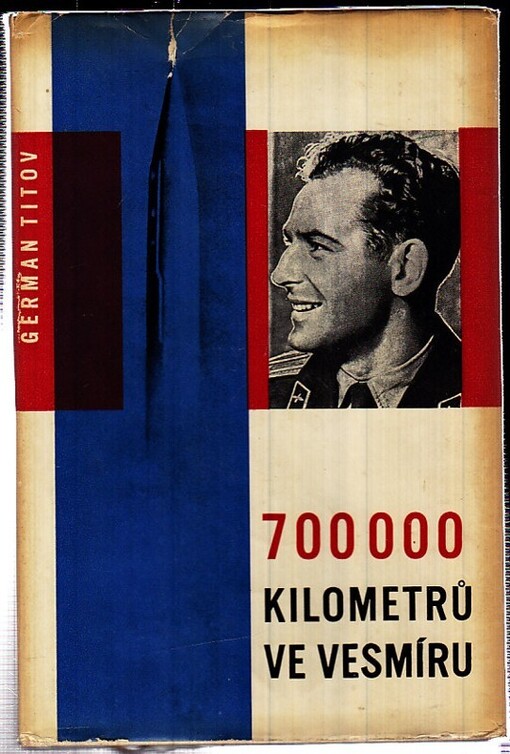 GERMAN TITOV
700 000
KILOMETRŮ
VE VESMÍRU